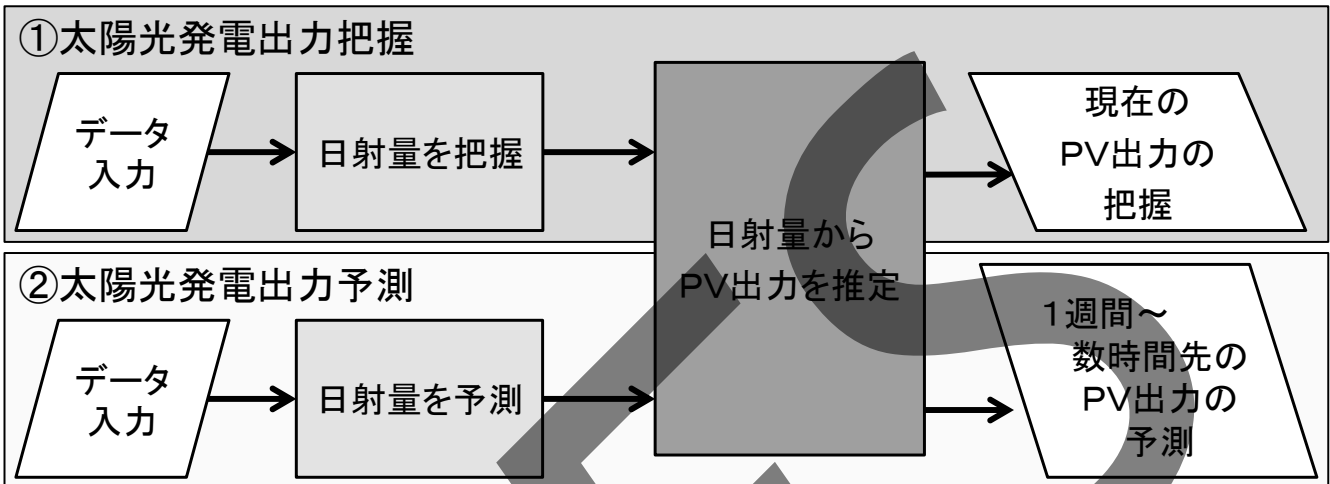 ①太陽光発電出力把握
データ
入力
日射量を把握
現在の
PV出力の
把握
日射量から
PV出力を推定
②太陽光発電出力予測
データ
入力
日射量を予測
1週間～
数時間先の
PV出力の
予測